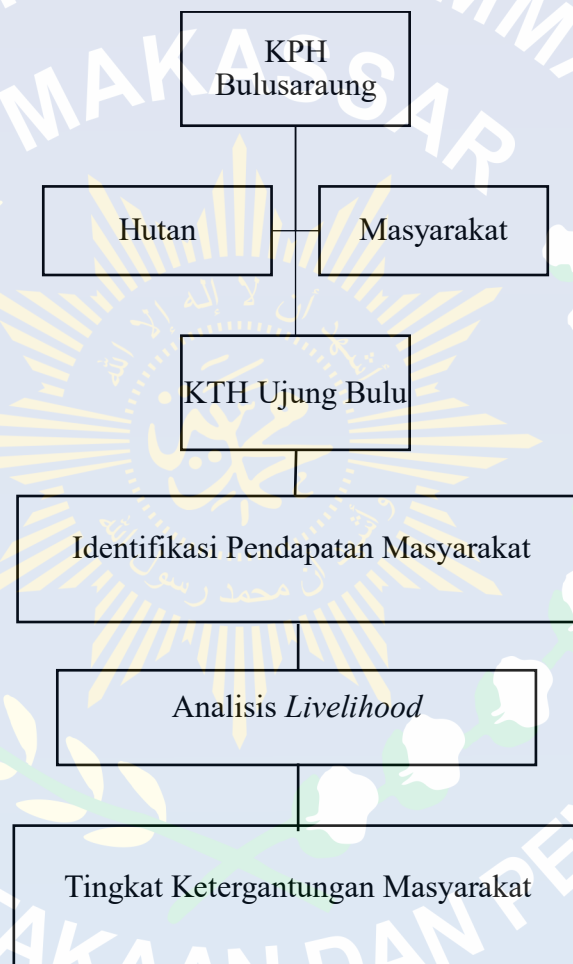 KPH
Bulusaraung
Hutan
Masyarakat
KTH Ujung Bulu
Identifikasi Pendapatan Masyarakat
Analisis Livelihood
Tingkat Ketergantungan Masyarakat
MAKASSAR